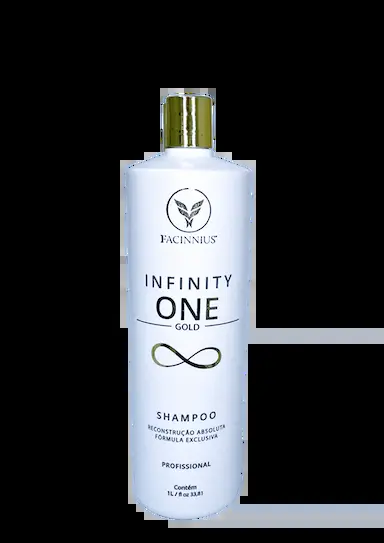 FACINNIUS
INFINITY
ONE
GOLD
SHAMPOO
RECONSTRUÇÃO ABSOLUTA
FÓRMULA EXCLUSIVA
PROFISSIONAL
Contém
1L / fl oz 33,81